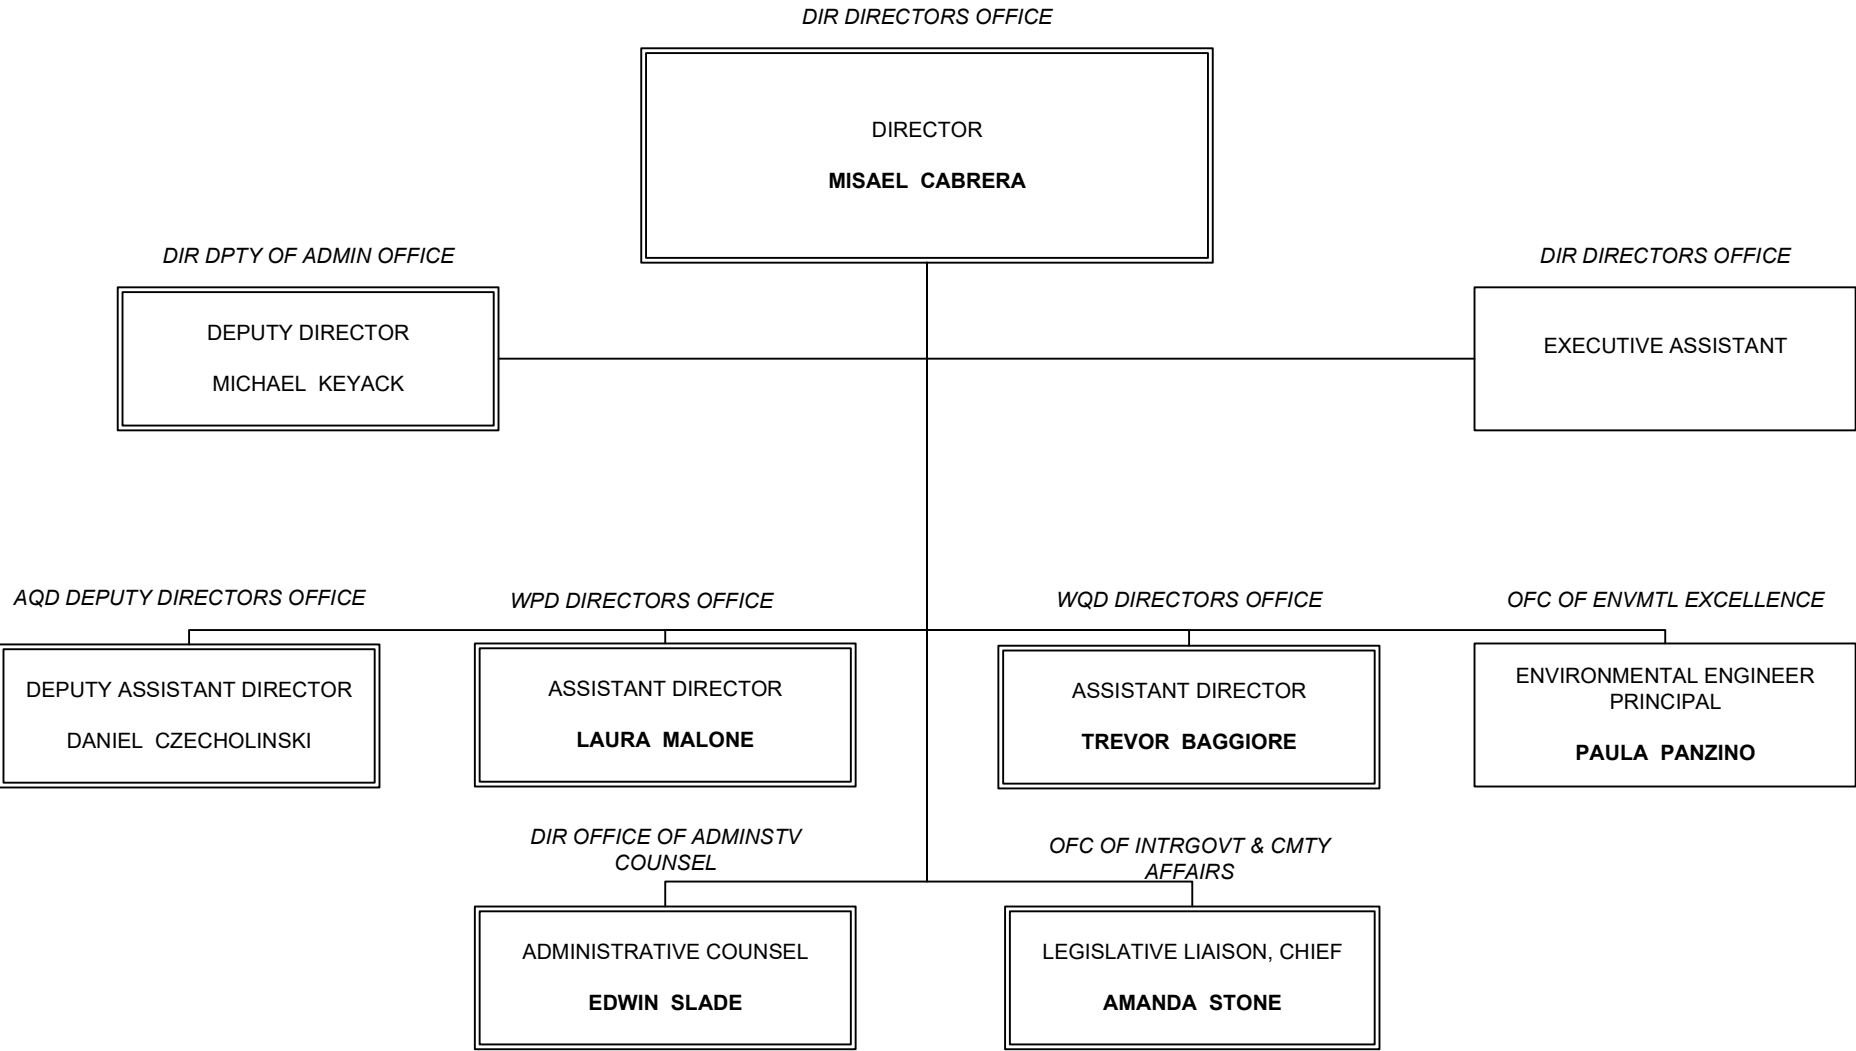 DIR DIRECTORS OFFICE
DIRECTOR
MISAEL CABRERA
DIR DPTY OF ADMIN OFFICE
DEPUTY DIRECTOR
MICHAEL KEYACK
DIR DIRECTORS OFFICE
EXECUTIVE ASSISTANT
AQD DEPUTY DIRECTORS OFFICE
DEPUTY ASSISTANT DIRECTOR
DANIEL CZECHOLINSKI
WPD DIRECTORS OFFICE
ASSISTANT DIRECTOR
LAURA MALONE
WQD DIRECTORS OFFICE
ASSISTANT DIRECTOR
TREVOR BAGGIORE
OFC OF ENVMTL EXCELLENCE
ENVIRONMENTAL ENGINEER
PRINCIPAL
PAULA PANZINO
DIR OFFICE OF ADMINSTV
COUNSEL
ADMINISTRATIVE COUNSEL
EDWIN SLADE
OFC OF INTRGOVT & CMTY
AFFAIRS
LEGISLATIVE LIAISON, CHIEF
AMANDA STONE